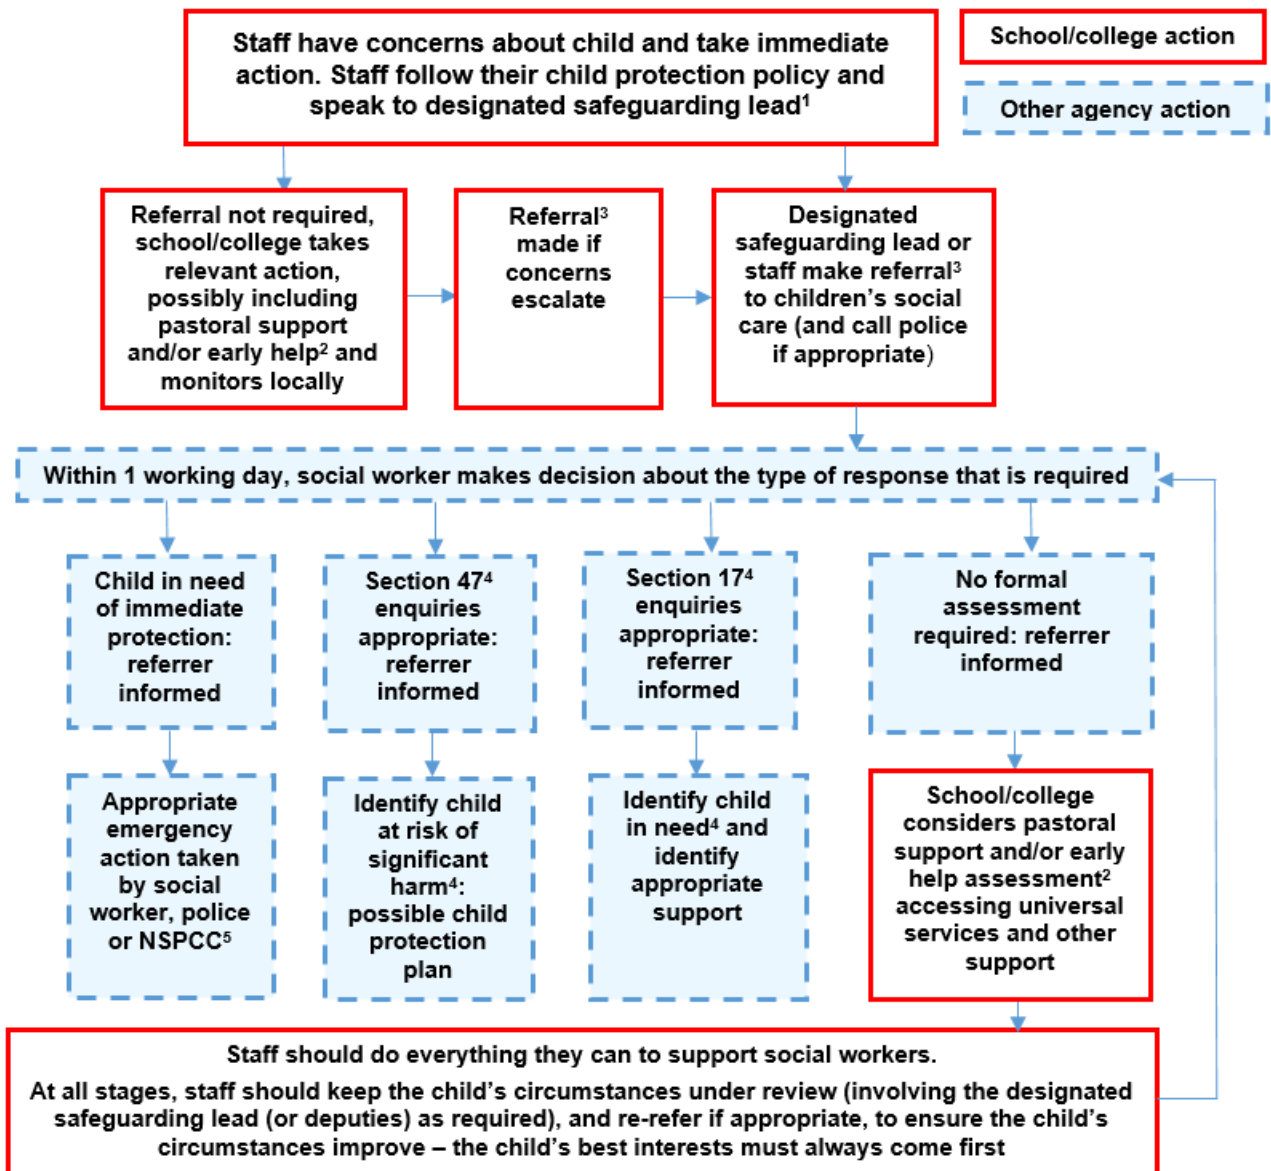 Staff have concerns about child and take immediate
action. Staff follow their child protection policy and
speak to designated safeguarding lead¹
School/college action
Other agency action
Referral not required,
school/college takes
relevant action,
possibly including
pastoral support
and/or early help² and
monitors locally
Referral³
made if
concerns
escalate
Designated
safeguarding lead or
staff make referral³
to children’s social
care (and call police
if appropriate)
Within 1 working day, social worker makes decision about the type of response that is required
Child in need
of immediate
protection:
referrer
informed
Section 47⁴
enquiries
appropriate:
referrer
informed
Section 17⁴
enquiries
appropriate:
referrer
informed
No formal
assessment
required: referrer
informed
Appropriate
emergency
action taken
by social
worker, police
or NSPCC⁵
Identify child
at risk of
significant
harm⁴:
possible child
protection
plan
Identify child
in need⁴ and
identify
appropriate
support
School/college
considers pastoral
support and/or early
help assessment²
accessing universal
services and other
support
Staff should do everything they can to support social workers.
At all stages, staff should keep the child’s circumstances under review (involving the designated
safeguarding lead (or deputies) as required), and re-refer if appropriate, to ensure the child’s
circumstances improve – the child’s best interests must always come first